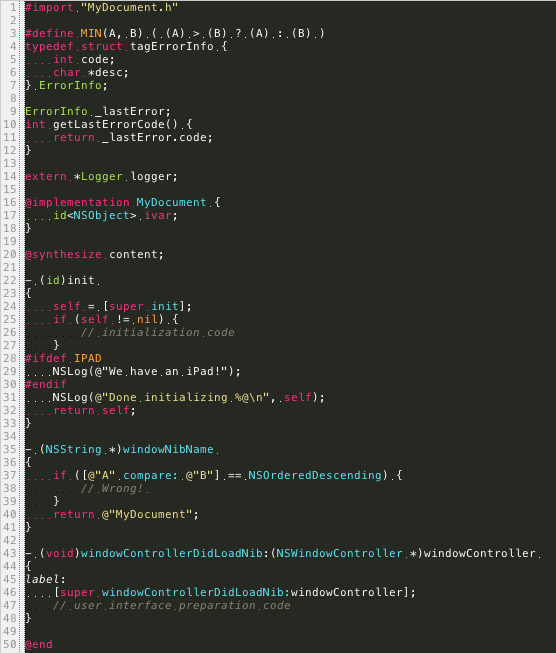 1 #import "MyDocument.h"
2
3 #define MIN(A, B) ( (A) > (B) ? (A) : (B) )
4 typedef struct tagErrorInfo {
5     int code;
6     char *desc;
7 } ErrorInfo;
8
9 ErrorInfo _lastError;
10 int getLastErrorCode() {
11     return _lastError.code;
12 }
13
14 extern *Logger logger;
15
16 @implementation MyDocument {
17     id<NSObject> ivar;
18 }
19
20 @synthesize content;
21
22 - (id)init
23 {
24     self = [super init];
25     if (self != nil) {
26         // initialization code
27     }
28 #ifdef IPAD
29     NSLog(@"We have an iPad!");
30 #endif
31     NSLog(@"Done initializing %@\n", self);
32     return self;
33 }
34
35 - (NSString *)windowNibName
36 {
37     if ([@"A" compare: @"B"] == NSOrderedDescending) {
38         // Wrong!
39     }
40     return @"MyDocument";
41 }
42
43 - (void)windowControllerDidLoadNib:(NSWindowController *)windowController
44 {
45 label:
46     [super windowControllerDidLoadNib:windowController];
47     // user interface preparation code
48 }
49
50 @end